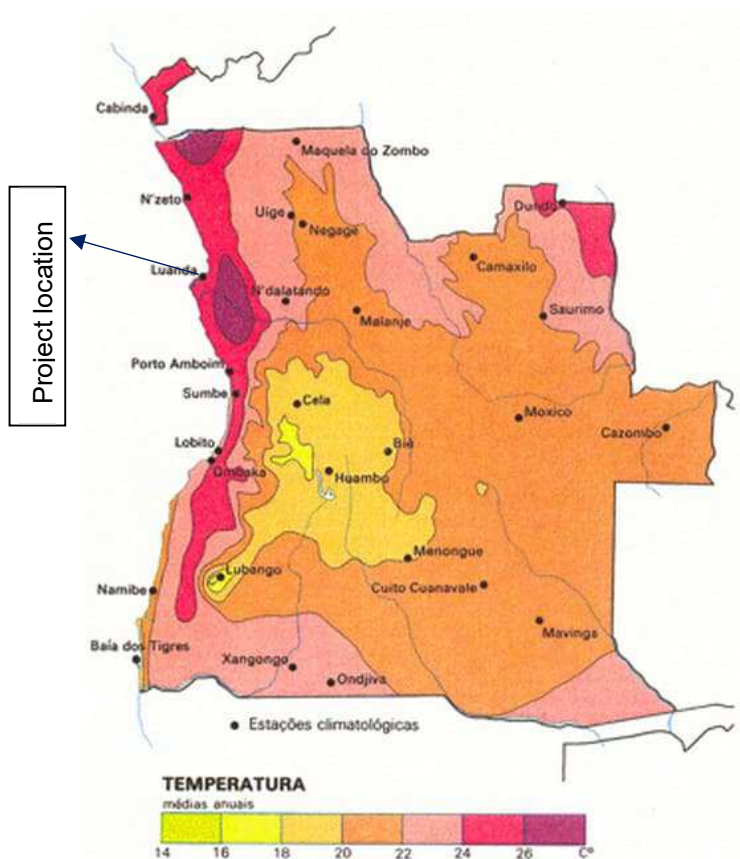 Project location
Cabinda
Maquela do Zombo
N'zeto
Uige
Negage
Dundo
Luanda
Camaxilo
N'dalatando
Saurimo
Malanje
Porto Amboim
Sumbe
Cela
Moxico
Cazombo
Lobito
Bié
Ombaka
Huambo
Menongue
Lubango
Cuito Cuanavale
Namibe
Mavinga
Baía dos Tigres
Xangongo
Ondjiva
Estações climatológicas
TEMPERATURA
médias anuais
14 16 18 20 22 24 26 C°